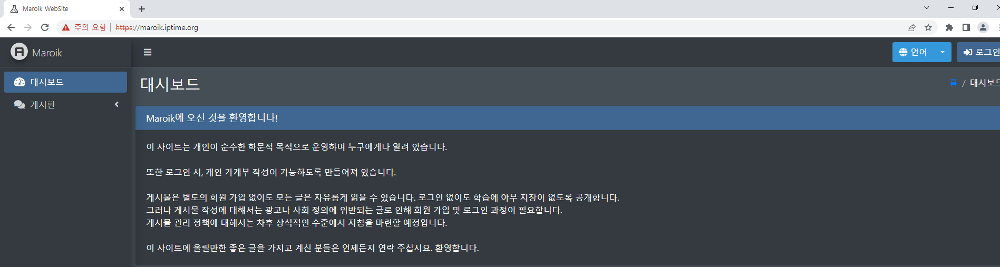 Maroik WebSite
주의 요함 | https://maroik.iptime.org
Maroik
언어
로그인
대시보드
게시판
대시보드
홈 / 대시보드
Maroik에 오신 것을 환영합니다!
이 사이트는 개인이 순수한 학문적 목적으로 운영하며 누구에게나 열려 있습니다.
또한 로그인 시, 개인 가계부 작성이 가능하도록 만들어져 있습니다.
게시물은 별도의 회원 가입 없이도 모든 글은 자유롭게 읽을 수 있습니다. 로그인 없이도 학습에 아무 지장이 없도록 공개합니다.
그러나 게시물 작성에 대해서는 광고나 사회 정의에 위반되는 글로 인해 회원 가입 및 로그인 과정이 필요합니다.
게시물 관리 정책에 대해서는 차후 상식적인 수준에서 지침을 마련할 예정입니다.
이 사이트에 올릴만한 좋은 글을 가지고 계신 분들은 언제든지 연락 주십시요. 환영합니다.